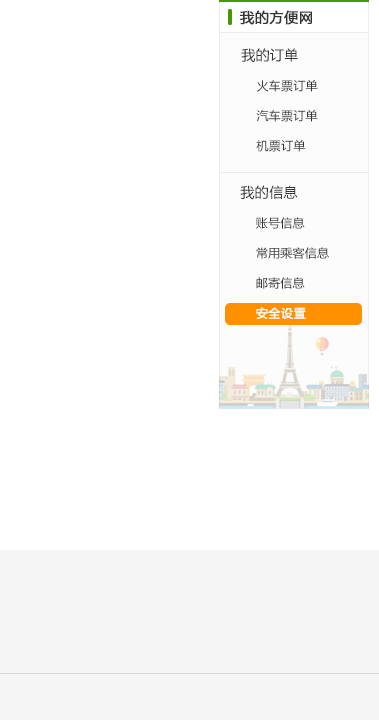 我的方便网
我的订单
火车票订单
汽车票订单
机票订单
我的信息
账号信息
常用乘客信息
邮寄信息
安全设置